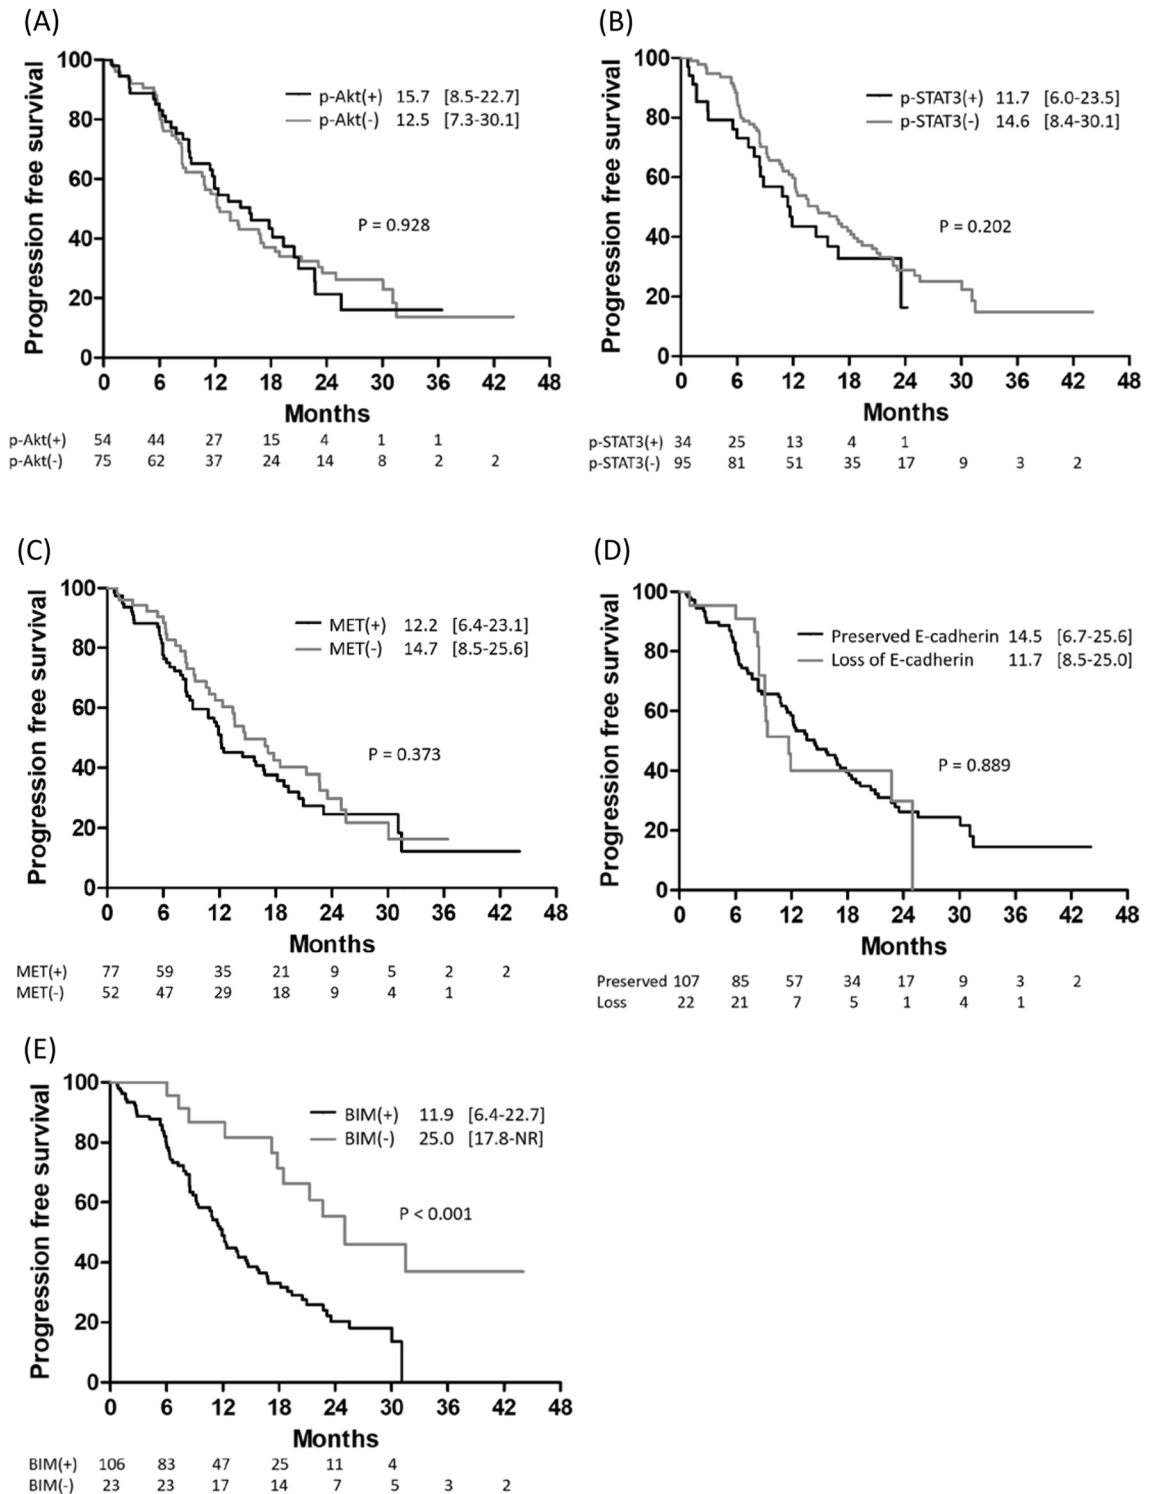 (A)
Progression free survival
100
80
60
40
20
0
p-Akt(+) 15.7 [8.5-22.7]
p-Akt(-) 12.5 [7.3-30.1]
P = 0.928
0 6 12 18 24 30 36 42 48
Months
p-Akt(+) 54 44 27 15 4 1 1
p-Akt(-) 75 62 37 24 14 8 2 2
(B)
Progression free survival
100
80
60
40
20
0
p-STAT3(+) 11.7 [6.0-23.5]
p-STAT3(-) 14.6 [8.4-30.1]
P = 0.202
0 6 12 18 24 30 36 42 48
Months
p-STAT3(+) 34 25 13 4 1
p-STAT3(-) 95 81 51 35 17 9 3 2
(C)
Progression free survival
100
80
60
40
20
0
MET(+) 12.2 [6.4-23.1]
MET(-) 14.7 [8.5-25.6]
P = 0.373
0 6 12 18 24 30 36 42 48
Months
MET(+) 77 59 35 21 9 5 2 2
MET(-) 52 47 29 18 9 4 1
(D)
Progression free survival
100
80
60
40
20
0
Preserved E-cadherin 14.5 [6.7-25.6]
Loss of E-cadherin 11.7 [8.5-25.0]
P = 0.889
0 6 12 18 24 30 36 42 48
Months
Preserved 107 85 57 34 17 9 3 2
Loss 22 21 7 5 1 4 1
(E)
Progression free survival
100
80
60
40
20
0
BIM(+) 11.9 [6.4-22.7]
BIM(-) 25.0 [17.8-NR]
P < 0.001
0 6 12 18 24 30 36 42 48
Months
BIM(+) 106 83 47 25 11 4
BIM(-) 23 23 17 14 7 5 3 2